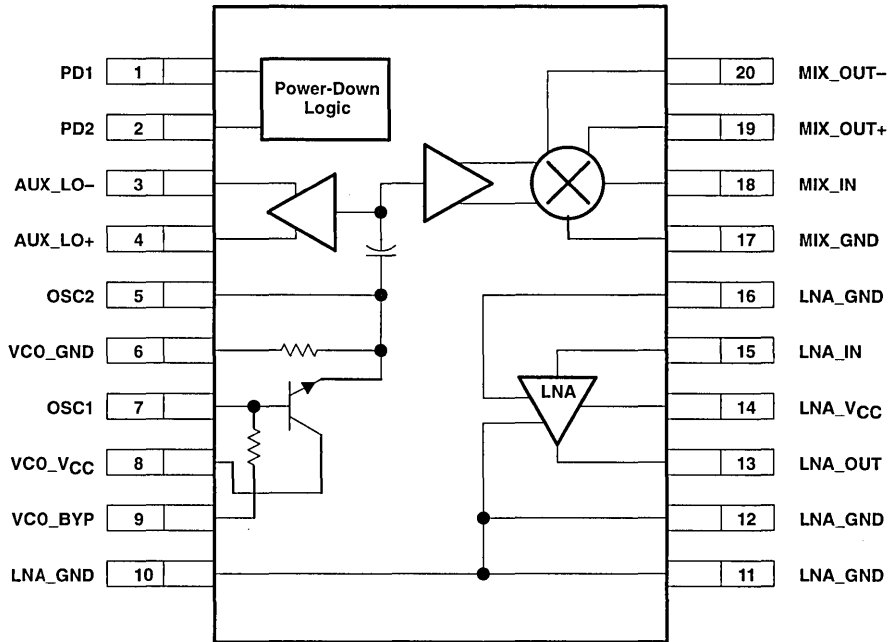 PD1 1
PD2 2
AUX_LO– 3
AUX_LO+ 4
OSC2 5
VCO_GND 6
OSC1 7
VCO_VCC 8
VCO_BYP 9
LNA_GND 10
Power-Down
Logic
LNA
20 MIX_OUT–
19 MIX_OUT+
18 MIX_IN
17 MIX_GND
16 LNA_GND
15 LNA_IN
14 LNA_VCC
13 LNA_OUT
12 LNA_GND
11 LNA_GND